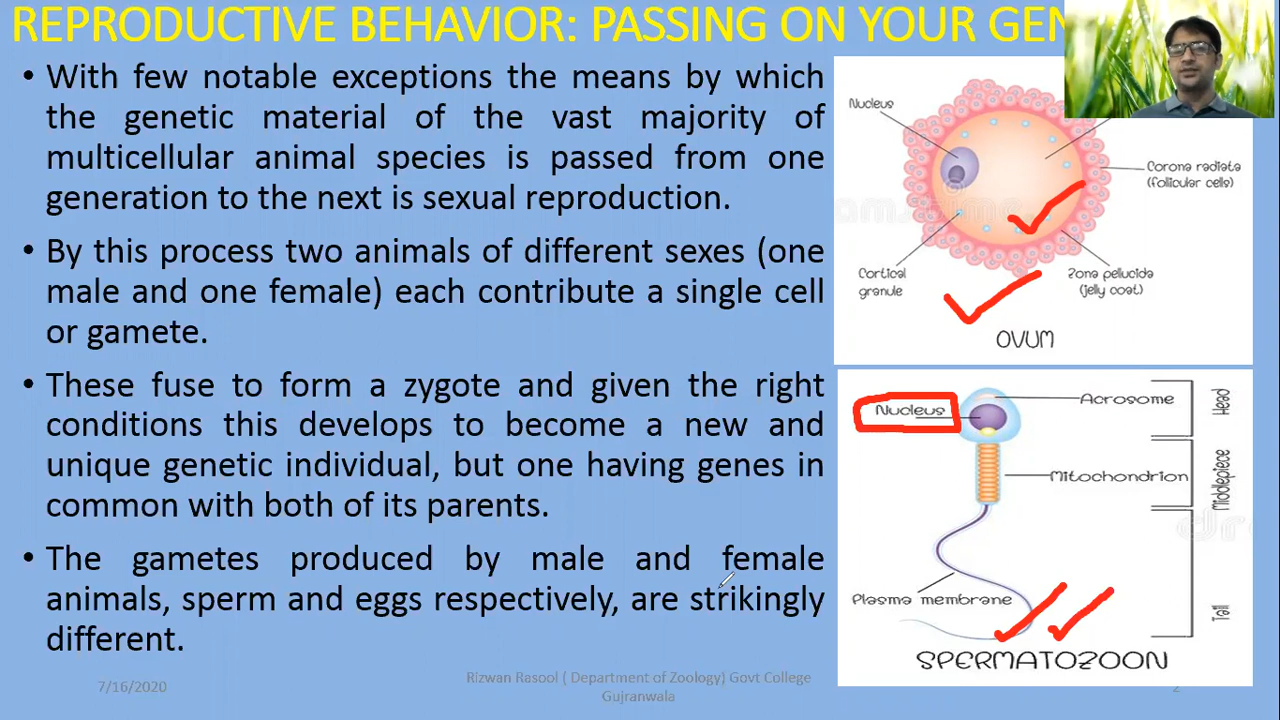 REPRODUCTIVE BEHAVIOR: PASSING ON YOUR GEN
• With few notable exceptions the means by which
the genetic material of the vast majority of
multicellular animal species is passed from one
generation to the next is sexual reproduction.
• By this process two animals of different sexes (one
male and one female) each contribute a single cell
or gamete.
• These fuse to form a zygote and given the right
conditions this develops to become a new and
unique genetic individual, but one having genes in
common with both of its parents.
• The gametes produced by male and female
animals, sperm and eggs respectively, are strikingly
different.
Nucleus
Corona radiata
(follicular cells)
Cortical
granule
Zona pellucida
(jelly coat)
OVUM
Nucleus
Acrosome
Head
Mitochondrion
Middlepiece
Plasma membrane
Tail
SPERMATOZOON
7/16/2020
Rizwan Rasool ( Department of Zoology) Govt College
Gujranwala
2